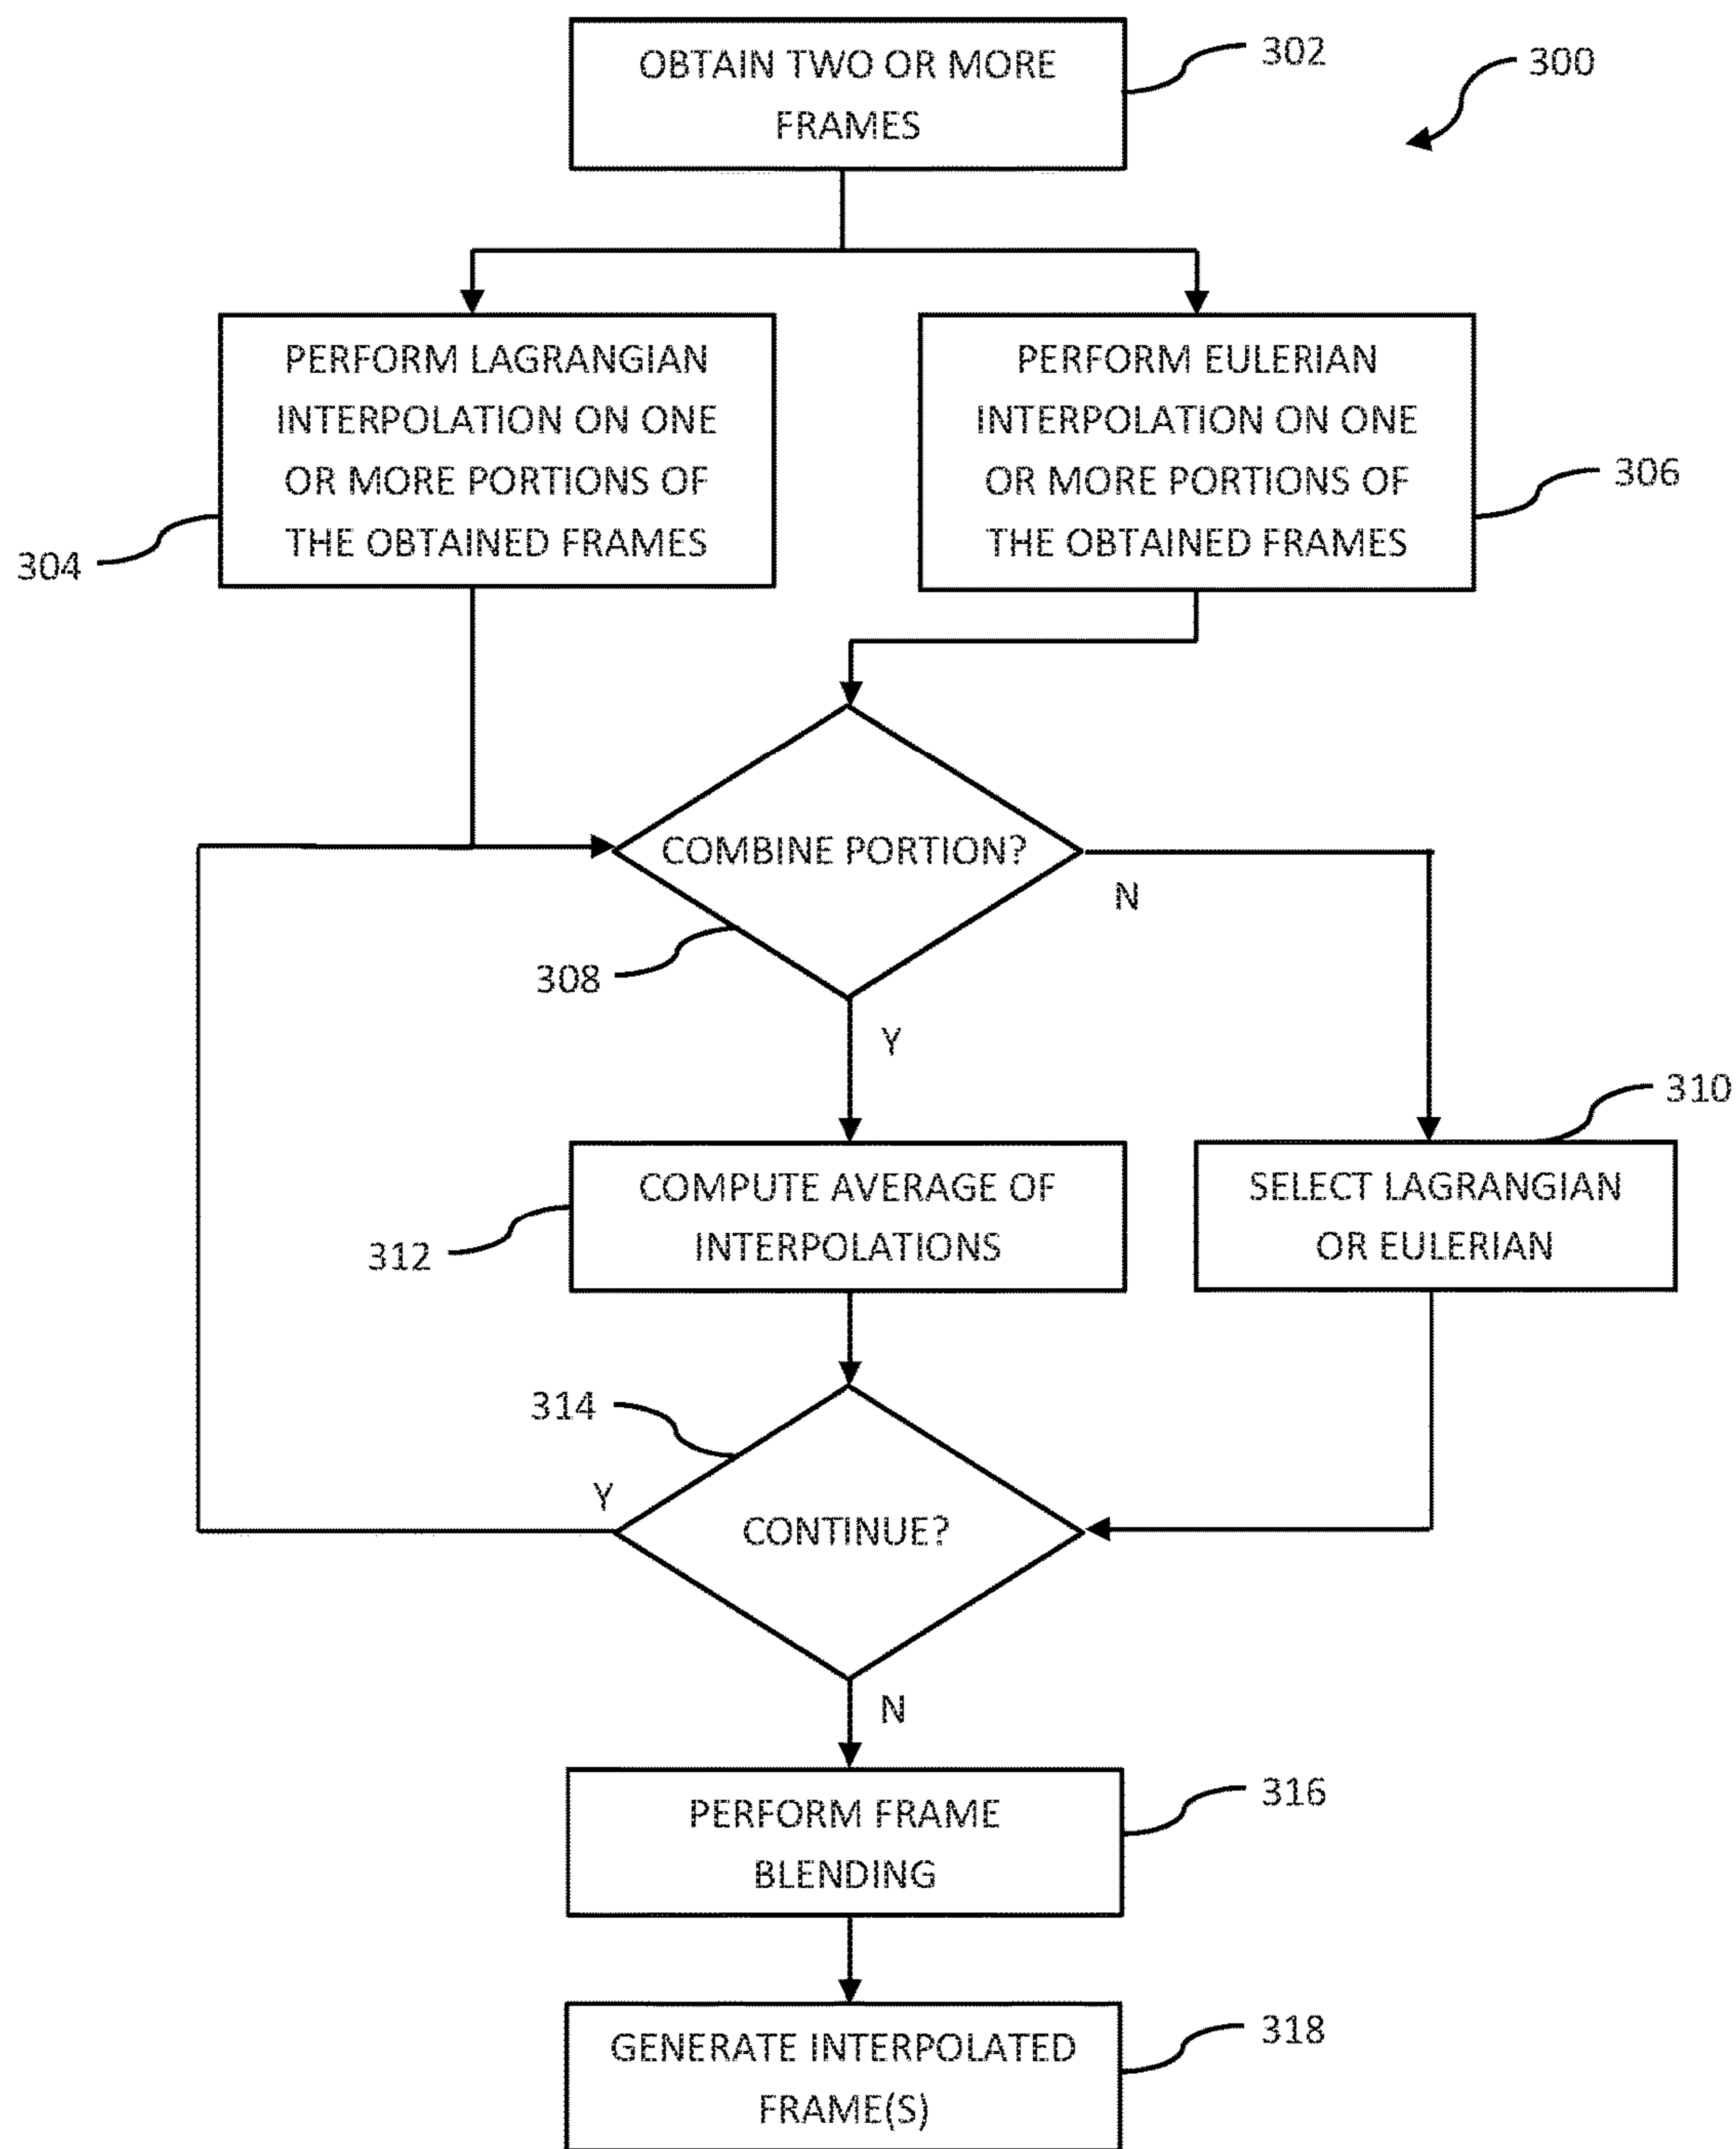 OBTAIN TWO OR MORE
FRAMES
302
300
PERFORM LAGRANGIAN
INTERPOLATION ON ONE
OR MORE PORTIONS OF
THE OBTAINED FRAMES
304
PERFORM EULERIAN
INTERPOLATION ON ONE
OR MORE PORTIONS OF
THE OBTAINED FRAMES
306
COMBINE PORTION?
N
308
Y
310
COMPUTE AVERAGE OF
INTERPOLATIONS
312
SELECT LAGRANGIAN
OR EULERIAN
314
Y
CONTINUE?
N
PERFORM FRAME
BLENDING
316
GENERATE INTERPOLATED
FRAME(S)
318